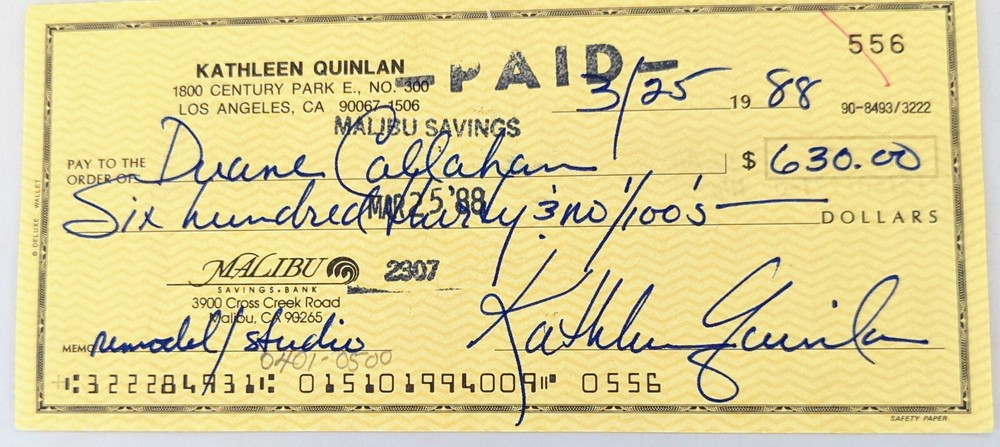 556
KATHLEEN QUINLAN
1800 CENTURY PARK E., NO. 300
LOS ANGELES, CA 90067-1506
PAID
3/25 19 88
90-8493/3222
MALIBU SAVINGS
PAY TO THE ORDER OF Duane Callahan $ 630.00
MAR 25 '88
Six hundred thirty & no/100's DOLLARS
© DELUXE WALLET
MALIBU 2307
SAVINGS BANK
3900 Cross Creek Road
Malibu, CA 90265
MEMO remodel/studio Kathleen Quinlan
0401-0500
⑆322284931⑆ 015101994009⑈ 0556
SAFETY PAPER